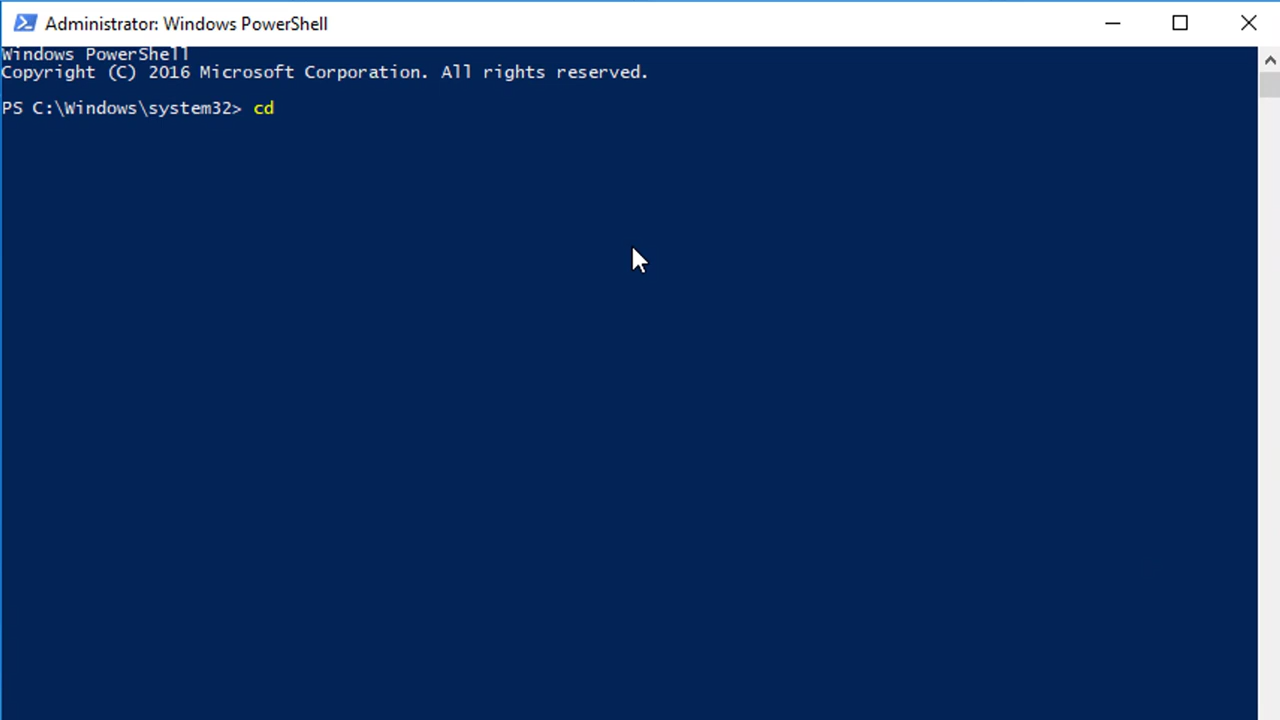 Administrator: Windows PowerShell
Windows PowerShell
Copyright (C) 2016 Microsoft Corporation. All rights reserved.
PS C:\Windows\system32> cd